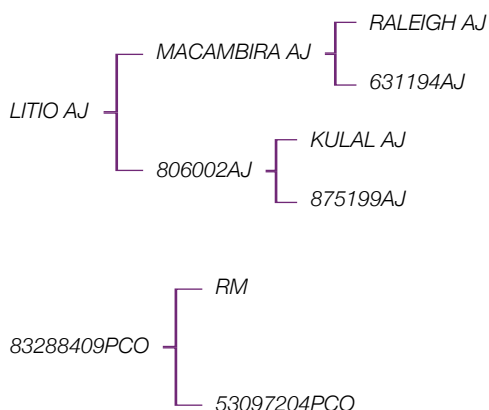 RALEIGH AJ
MACAMBIRA AJ
631194AJ
LITIO AJ
KULAL AJ
806002AJ
875199AJ
RM
83288409PCO
53097204PCO